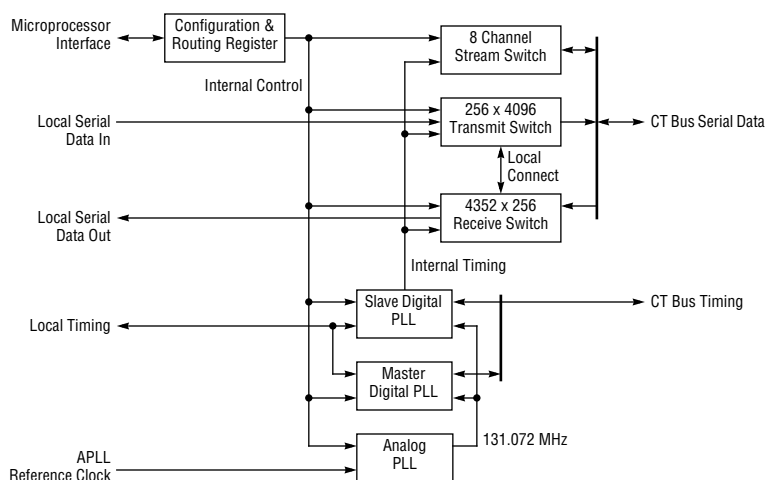 Microprocessor
Interface
Configuration &
Routing Register
8 Channel
Stream Switch
Internal Control
Local Serial
Data In
256 x 4096
Transmit Switch
CT Bus Serial Data
Local
Connect
Local Serial
Data Out
4352 x 256
Receive Switch
Internal Timing
Slave Digital
PLL
CT Bus Timing
Local Timing
Master
Digital PLL
131.072 MHz
Analog
PLL
APLL
Reference Clock